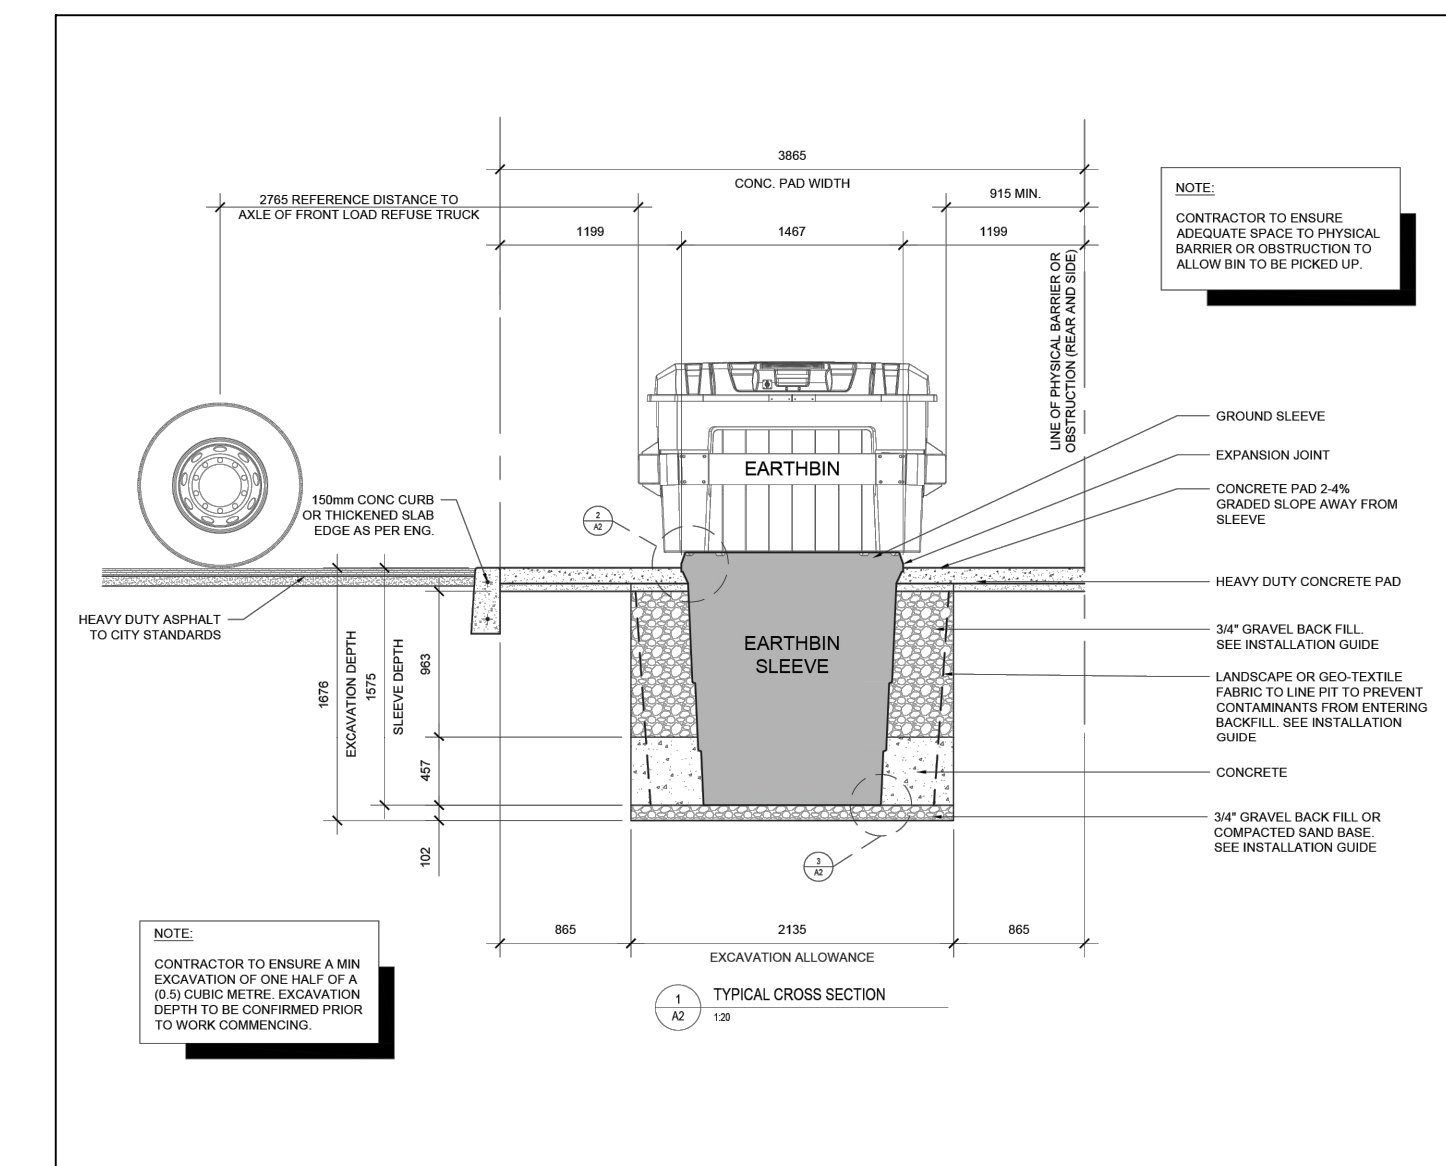 3865
CONC. PAD WIDTH
2765 REFERENCE DISTANCE TO
AXLE OF FRONT LOAD REFUSE TRUCK
915 MIN.
1199
1467
1199
LINE OF PHYSICAL BARRIER OR
OBSTRUCTION (REAR AND SIDE)
NOTE:
CONTRACTOR TO ENSURE
ADEQUATE SPACE TO PHYSICAL
BARRIER OR OBSTRUCTION TO
ALLOW BIN TO BE PICKED UP.
GROUND SLEEVE
EXPANSION JOINT
CONCRETE PAD 2-4%
GRADED SLOPE AWAY FROM
SLEEVE
HEAVY DUTY CONCRETE PAD
3/4" GRAVEL BACK FILL.
SEE INSTALLATION GUIDE
LANDSCAPE OR GEO-TEXTILE
FABRIC TO LINE PIT TO PREVENT
CONTAMINANTS FROM ENTERING
BACKFILL. SEE INSTALLATION
GUIDE
CONCRETE
3/4" GRAVEL BACK FILL OR
COMPACTED SAND BASE.
SEE INSTALLATION GUIDE
EARTHBIN
150mm CONC CURB
OR THICKENED SLAB
EDGE AS PER ENG.
2
A2
HEAVY DUTY ASPHALT
TO CITY STANDARDS
EARTHBIN
SLEEVE
1676
EXCAVATION DEPTH
1575
SLEEVE DEPTH
963
457
102
3
A2
865
2135
865
EXCAVATION ALLOWANCE
1
A2
TYPICAL CROSS SECTION
1:20
NOTE:
CONTRACTOR TO ENSURE A MIN
EXCAVATION OF ONE HALF OF A
(0.5) CUBIC METRE. EXCAVATION
DEPTH TO BE CONFIRMED PRIOR
TO WORK COMMENCING.